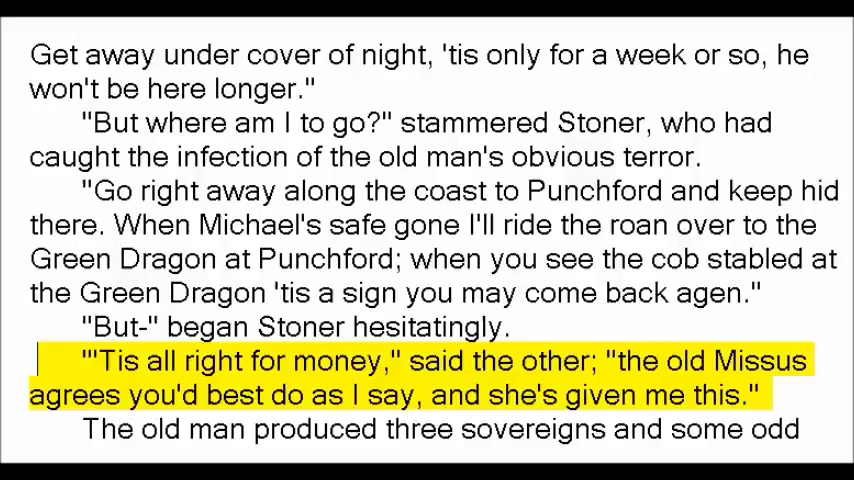 Get away under cover of night, 'tis only for a week or so, he
won't be here longer."
"But where am I to go?" stammered Stoner, who had
caught the infection of the old man's obvious terror.
"Go right away along the coast to Punchford and keep hid
there. When Michael's safe gone I'll ride the roan over to the
Green Dragon at Punchford; when you see the cob stabled at
the Green Dragon 'tis a sign you may come back agen."
"But-" began Stoner hesitatingly.
"'Tis all right for money," said the other; "the old Missus
agrees you'd best do as I say, and she's given me this."
The old man produced three sovereigns and some odd